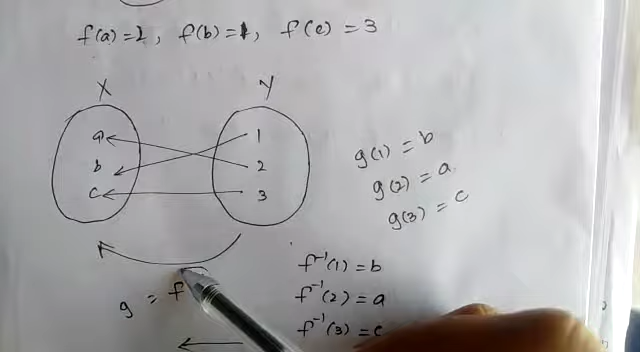 f(a)=2, f(b)=1, f(c)=3
X Y
a 1
b 2
c 3
g(1) = b
g(2) = a
g(3) = c
f⁻¹(1) = b
f⁻¹(2) = a
f⁻¹(3) = c
g = f